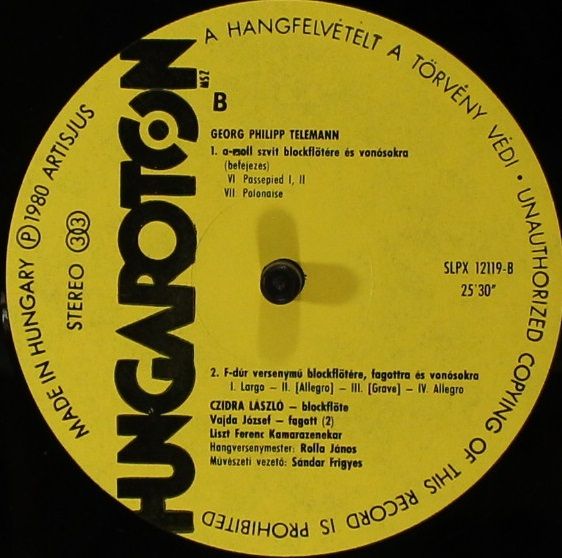 A HANGFELVÉTELT A TÖRVÉNY VÉDI • UNAUTHORIZED COPYING OF THIS RECORD IS PROHIBITED
MADE IN HUNGARY Ⓟ 1980 ARTISJUS
STEREO 33
HUNGAROTON
MSZ
B
GEORG PHILIPP TELEMANN
1. a-moll szvit blockflötére és vonósokra
(befejezes)
VI. Passepied I, II
VII. Polonaise
SLPX 12119-B
25'30"
2. F-dúr versenymű blockflötére, fagottra és vonósokra
I. Largo – II. [Allegro] – III. [Grave] – IV. Allegro
CZIDRA LÁSZLÓ – blockflöte
Vajda József – fagott (2)
Liszt Ferenc Kamarazenekar
Hangversenymester: Rolla János
Művészeti vezető: Sándor Frigyes